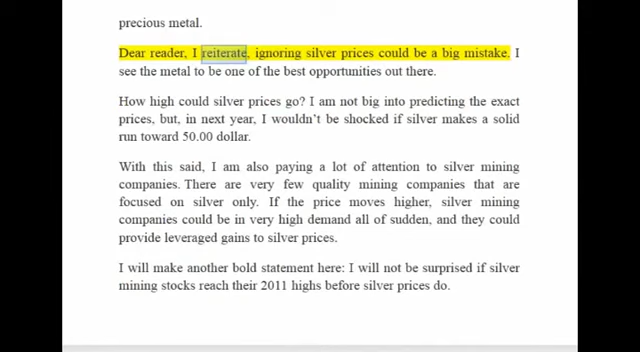 precious metal.
Dear reader, I reiterate, ignoring silver prices could be a big mistake. I
see the metal to be one of the best opportunities out there.
How high could silver prices go? I am not big into predicting the exact
prices, but, in next year, I wouldn't be shocked if silver makes a solid
run toward 50.00 dollar.
With this said, I am also paying a lot of attention to silver mining
companies. There are very few quality mining companies that are
focused on silver only. If the price moves higher, silver mining
companies could be in very high demand all of sudden, and they could
provide leveraged gains to silver prices.
I will make another bold statement here: I will not be surprised if silver
mining stocks reach their 2011 highs before silver prices do.